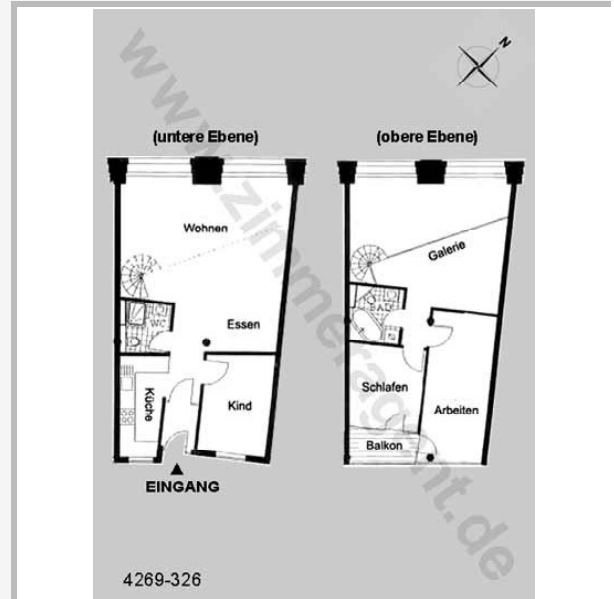 www.zimmeragent.de
N
(untere Ebene) (obere Ebene)
Wohnen
Galerie
WC
BAD
Essen
Küche
Kind
Schlafen
Arbeiten
Balkon
EINGANG
4269-326